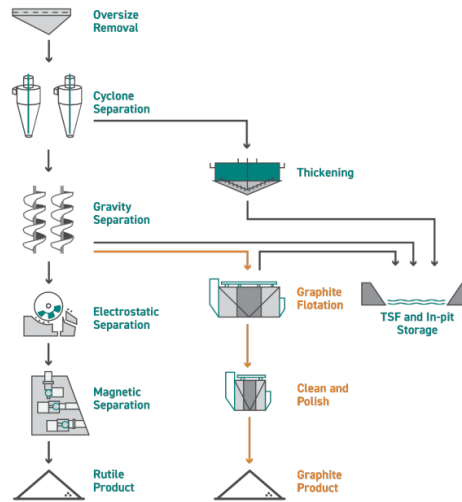 Oversize
Removal
Cyclone
Separation
Thickening
Gravity
Separation
Electrostatic
Separation
Graphite
Flotation
TSF and In-pit
Storage
Magnetic
Separation
Clean and
Polish
Rutile
Product
Graphite
Product